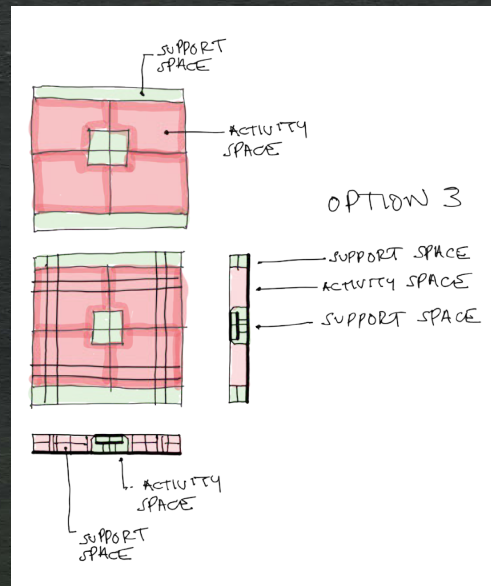 SUPPORT
SPACE
ACTIVITY
SPACE
OPTION 3
SUPPORT SPACE
ACTIVITY SPACE
SUPPORT SPACE
ACTIVITY
SPACE
SUPPORT
SPACE